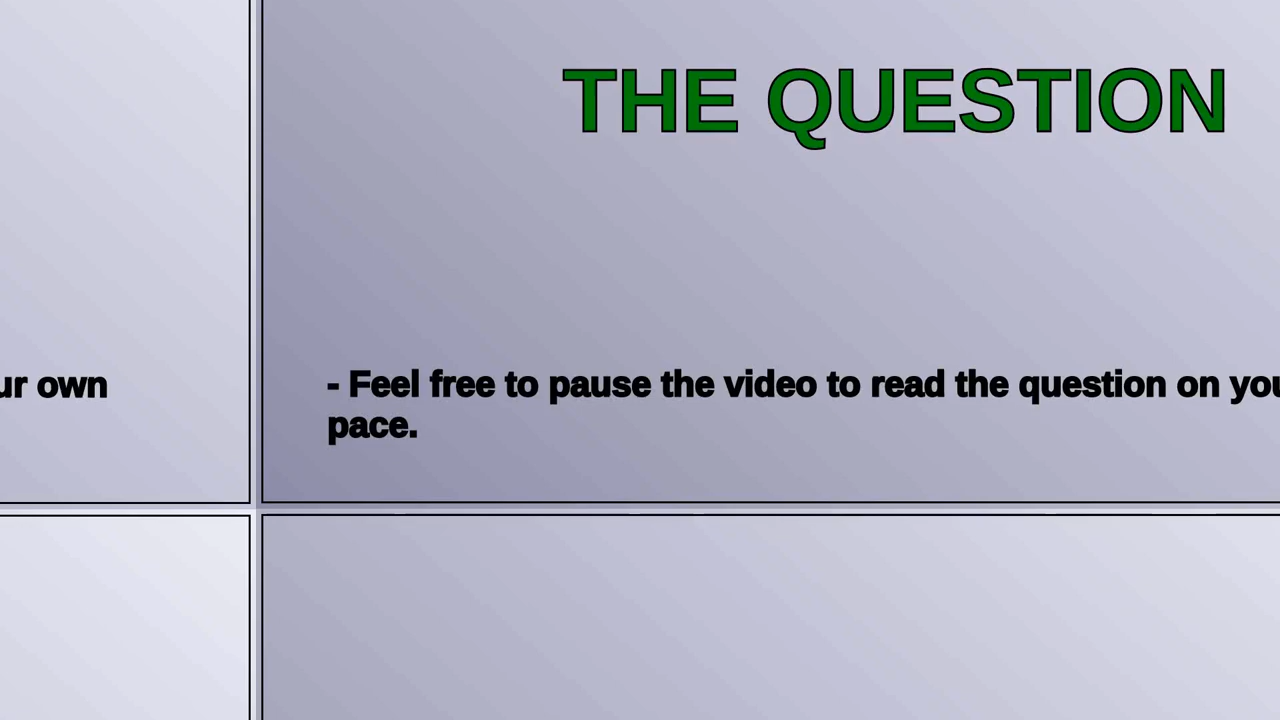 THE QUESTION
ur own
- Feel free to pause the video to read the question on you
pace.